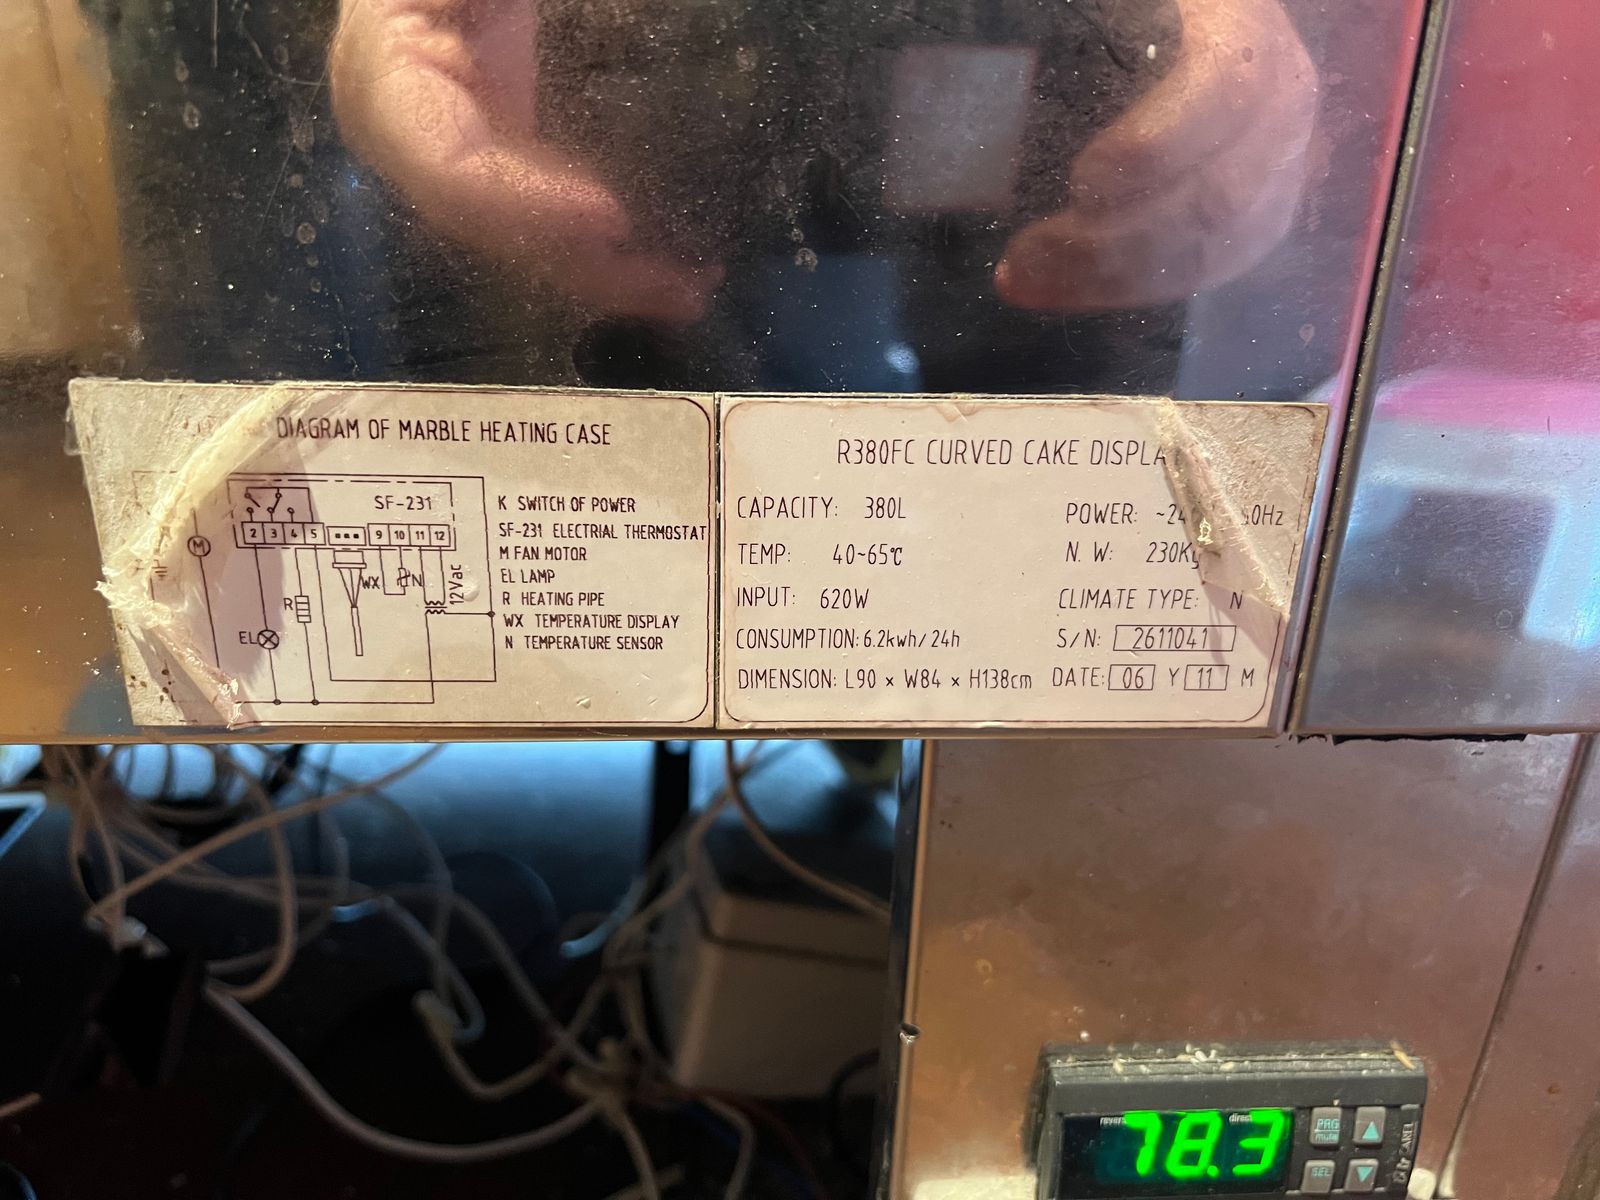 DIAGRAM OF MARBLE HEATING CASE
SF-231
2 3 4 5 9 10 11 12
M
WX
N
12Vac
R
EL
K SWITCH OF POWER
SF-231 ELECTRIAL THERMOSTAT
M FAN MOTOR
EL LAMP
R HEATING PIPE
WX TEMPERATURE DISPLAY
N TEMPERATURE SENSOR
R380FC CURVED CAKE
CAPACITY: 380L
POWER:
TEMP: 40~65℃
N. W: 230Kg
INPUT: 620W
CLIMATE TYPE: N
CONSUMPTION: 6.2kwh/24h
S/N: 2611041
DIMENSION: L90 × W84 × H138cm
DATE: 06 Y 11 M
78.3
PRG
mute
SEL
CAREL